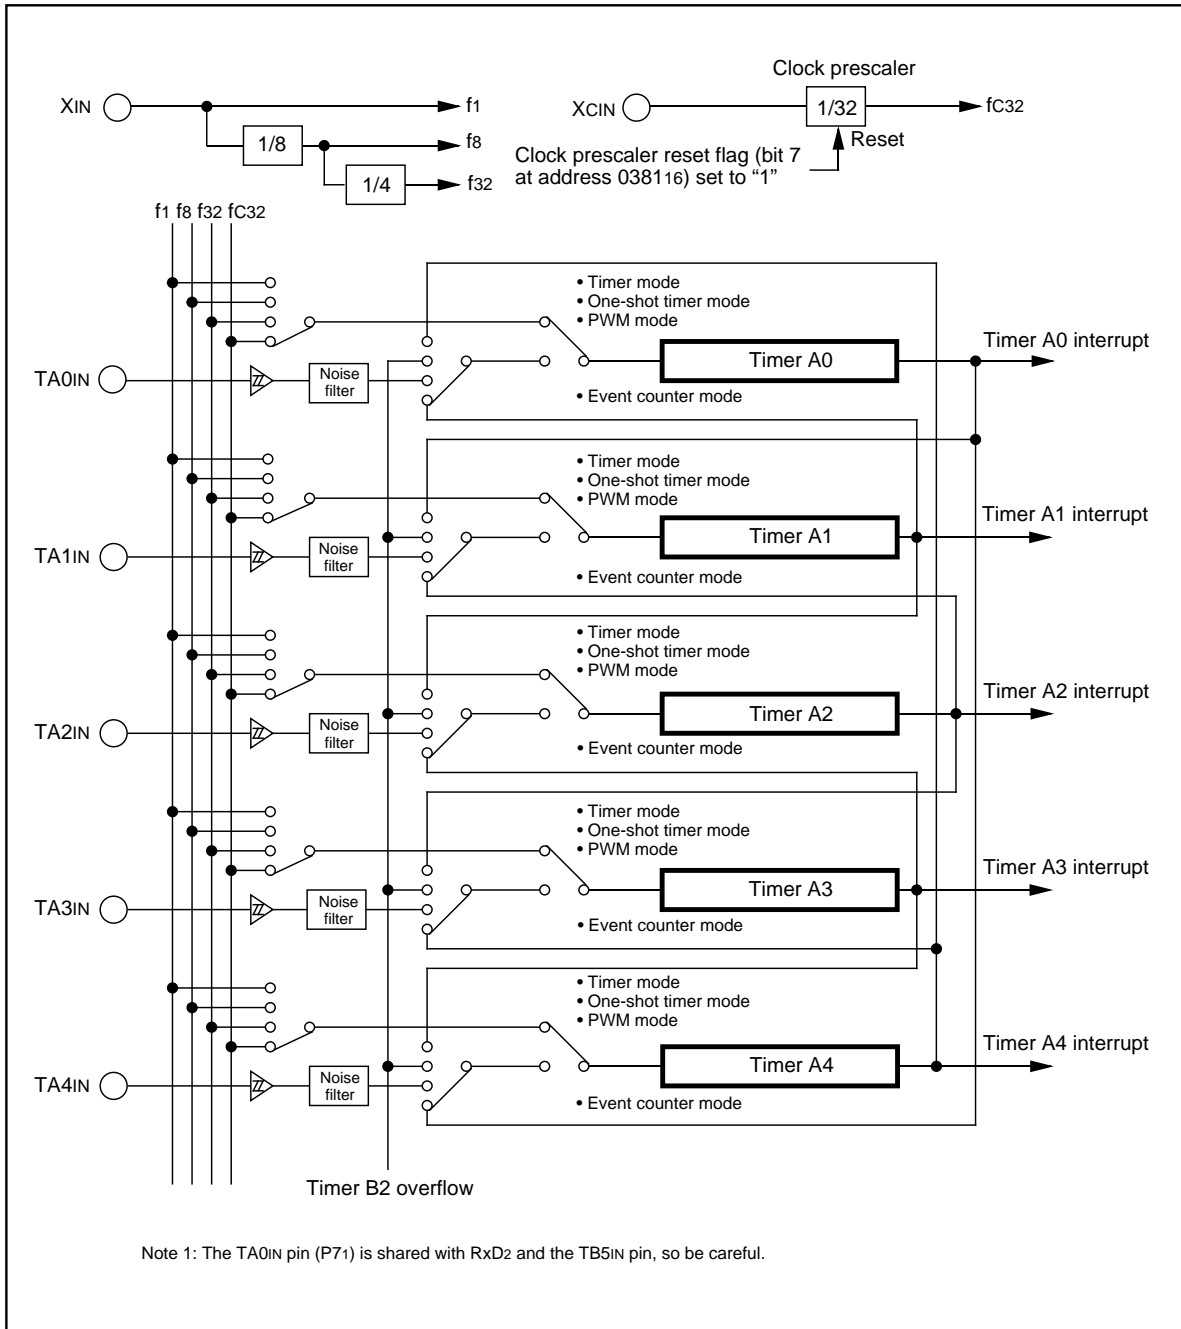 Clock prescaler
XIN
f1
XCIN
1/32
fC32
1/8
f8
Reset
Clock prescaler reset flag (bit 7
at address 038116) set to “1”
1/4
f32
f1 f8 f32 fC32
• Timer mode
• One-shot timer mode
• PWM mode
Timer A0 interrupt
Timer A0
TA0IN
Noise
filter
• Event counter mode
• Timer mode
• One-shot timer mode
• PWM mode
Timer A1 interrupt
Timer A1
TA1IN
Noise
filter
• Event counter mode
• Timer mode
• One-shot timer mode
• PWM mode
Timer A2 interrupt
Timer A2
TA2IN
Noise
filter
• Event counter mode
• Timer mode
• One-shot timer mode
• PWM mode
Timer A3 interrupt
Timer A3
TA3IN
Noise
filter
• Event counter mode
• Timer mode
• One-shot timer mode
• PWM mode
Timer A4 interrupt
Timer A4
TA4IN
Noise
filter
• Event counter mode
Timer B2 overflow
Note 1: The TA0IN pin (P71) is shared with RxD2 and the TB5IN pin, so be careful.